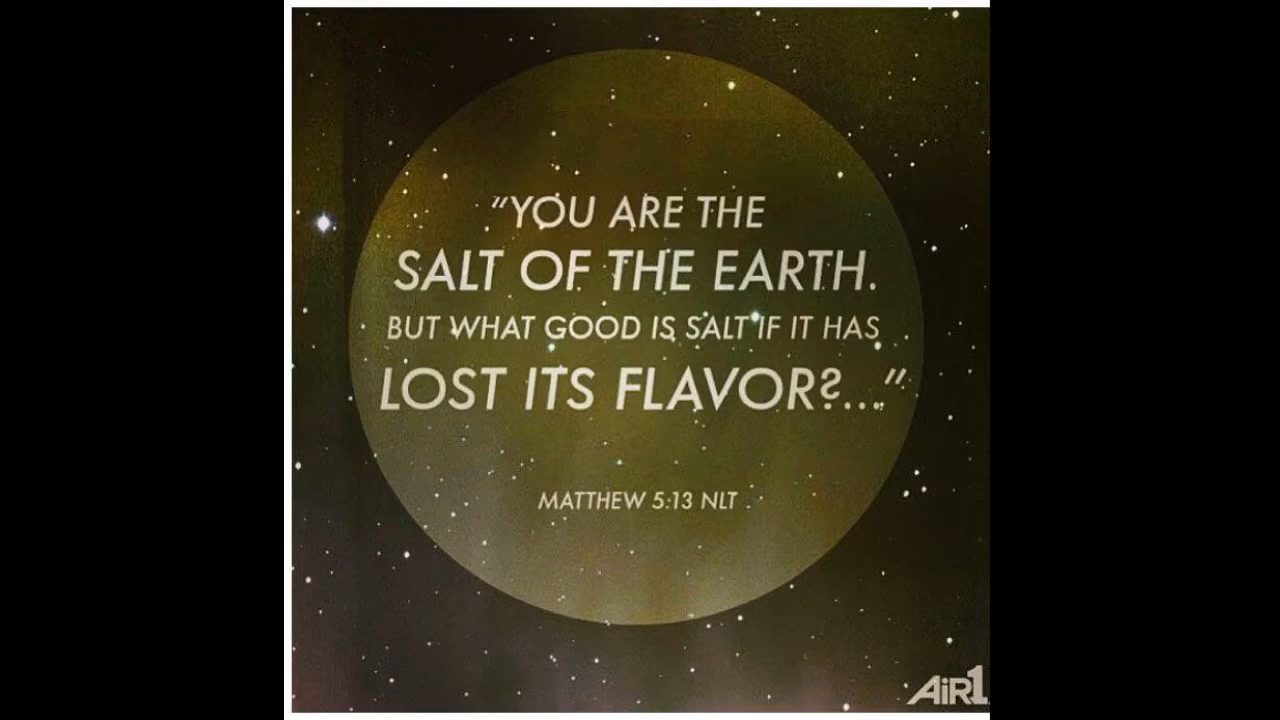 “YOU ARE THE
SALT OF THE EARTH.
BUT WHAT GOOD IS SALT IF IT HAS
LOST ITS FLAVOR?...”
MATTHEW 5:13 NLT
AiR1